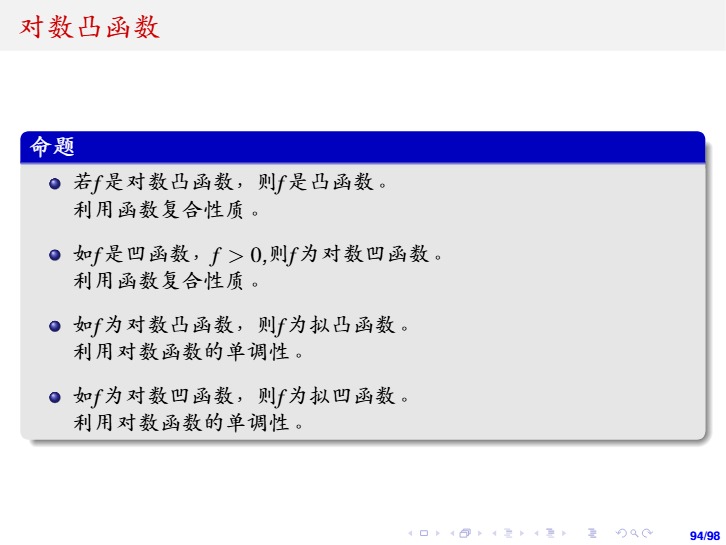 对数凸函数
命题
若f是对数凸函数，则f是凸函数。
利用函数复合性质。
如f是凹函数，f > 0,则f为对数凹函数。
利用函数复合性质。
如f为对数凸函数，则f为拟凸函数。
利用对数函数的单调性。
如f为对数凹函数，则f为拟凹函数。
利用对数函数的单调性。
94/98